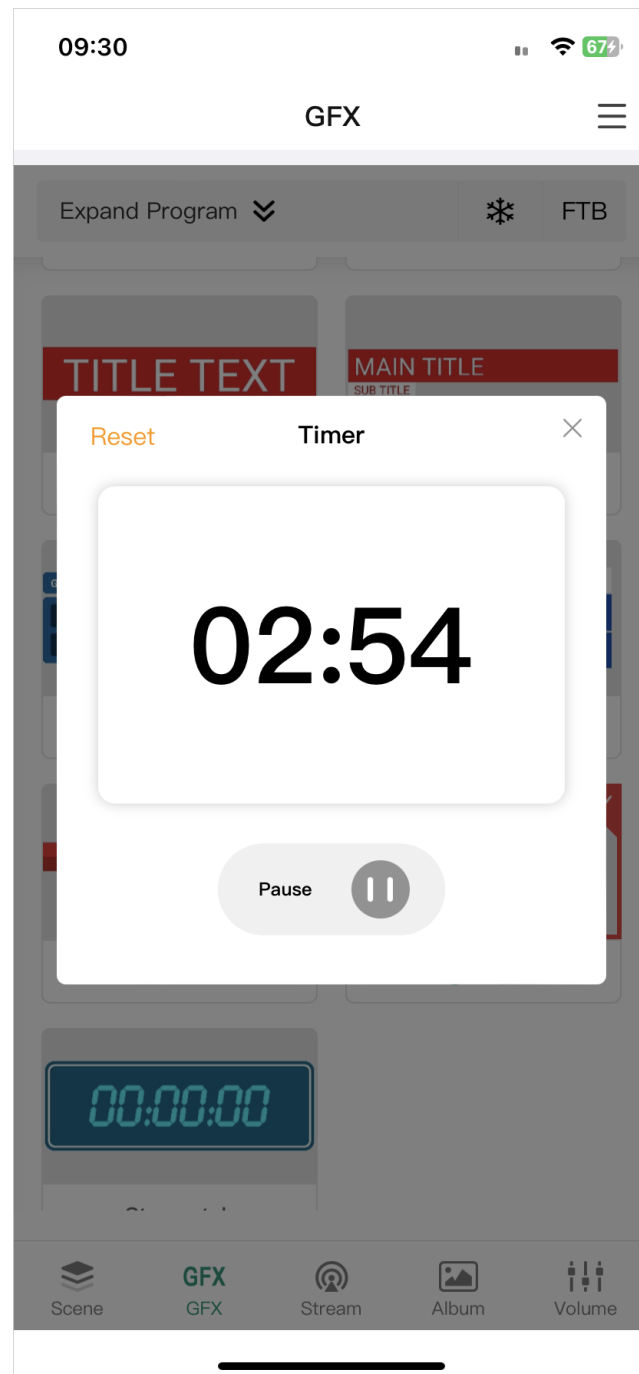 09:30
67
GFX
Expand Program
FTB
TITLE TEXT
MAIN TITLE
SUB TITLE
Reset
Timer
02:54
Pause
00:00:00
GFX
Scene
GFX
Stream
Album
Volume